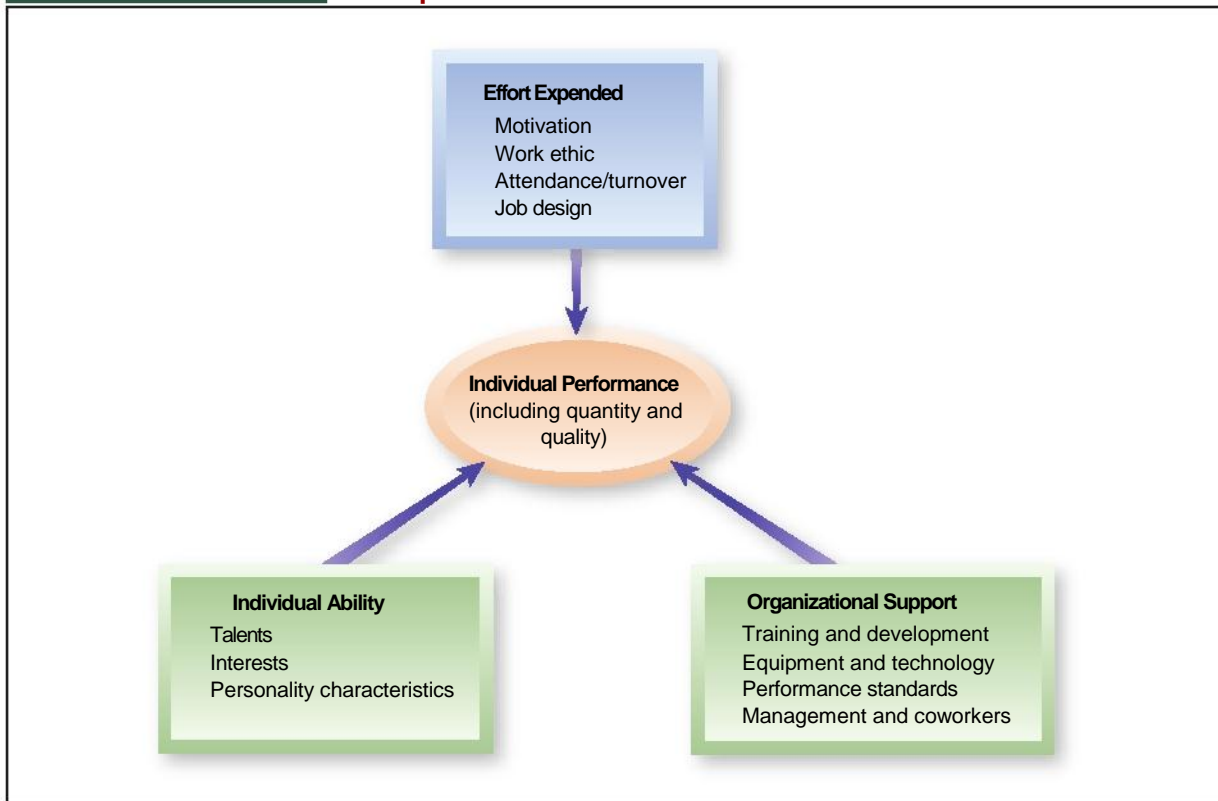 Effort Expended
Motivation
Work ethic
Attendance/turnover
Job design
Individual Performance
(including quantity and
quality)
Individual Ability
Talents
Interests
Personality characteristics
Organizational Support
Training and development
Equipment and technology
Performance standards
Management and coworkers